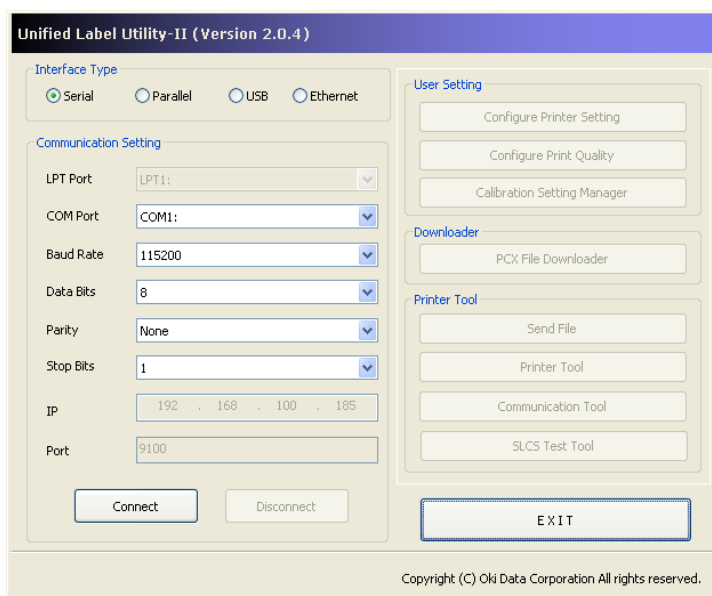 Unified Label Utility-II (Version 2.0.4)
Interface Type
Serial Parallel USB Ethernet
Communication Setting
LPT Port LPT1:
COM Port COM1:
Baud Rate 115200
Data Bits 8
Parity None
Stop Bits 1
IP 192 . 168 . 100 . 185
Port 9100
Connect Disconnect
User Setting
Configure Printer Setting
Configure Print Quality
Calibration Setting Manager
Downloader
PCX File Downloader
Printer Tool
Send File
Printer Tool
Communication Tool
SLCS Test Tool
EXIT
Copyright (C) Oki Data Corporation All rights reserved.